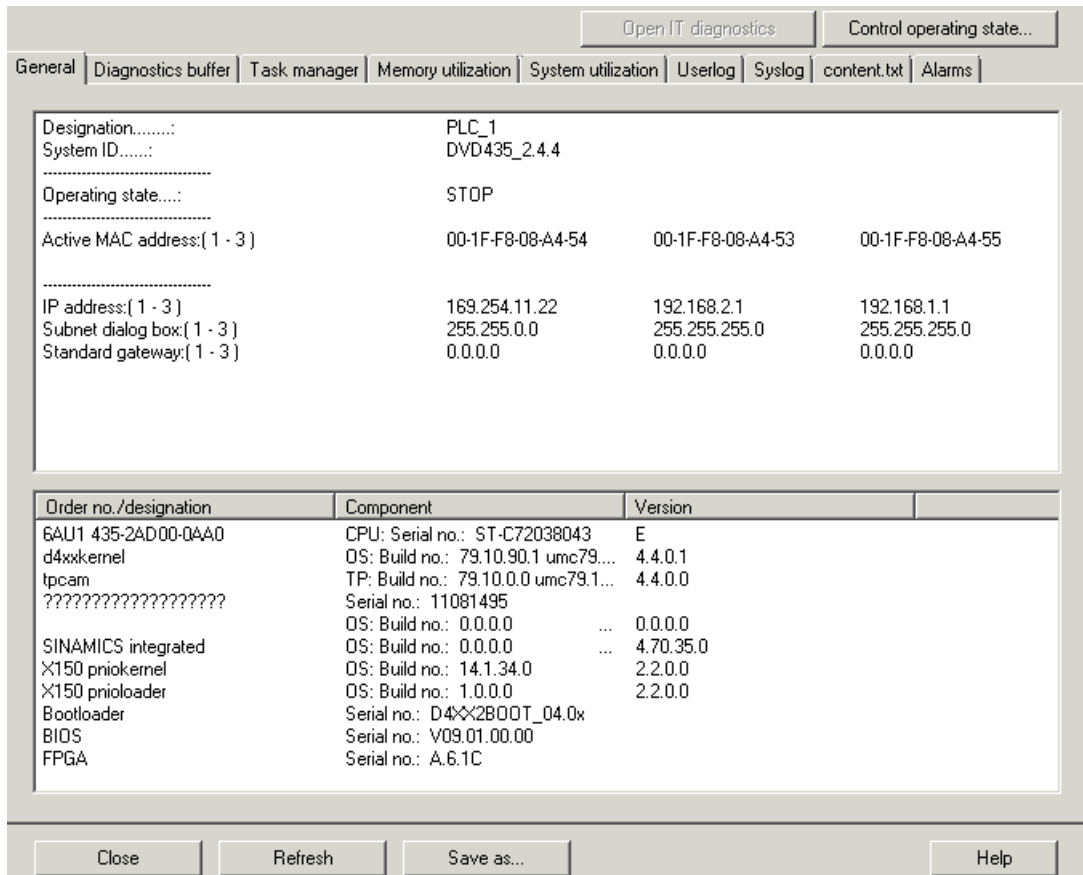 Open IT diagnostics Control operating state...
General Diagnostics buffer Task manager Memory utilization System utilization Userlog Syslog content.txt Alarms
Designation........: PLC_1
System ID......: DVD435_2.4.4
----------------------------------
Operating state....: STOP
----------------------------------
Active MAC address:( 1 - 3 ) 00-1F-F8-08-A4-54 00-1F-F8-08-A4-53 00-1F-F8-08-A4-55
----------------------------------
IP address:( 1 - 3 ) 169.254.11.22 192.168.2.1 192.168.1.1
Subnet dialog box:( 1 - 3 ) 255.255.0.0 255.255.255.0 255.255.255.0
Standard gateway:( 1 - 3 ) 0.0.0.0 0.0.0.0 0.0.0.0
Order no./designation Component Version
6AU1 435-2AD00-0AA0 CPU: Serial no.: ST-C72038043 E
d4xxkernel OS: Build no.: 79.10.90.1 umc79.... 4.4.0.1
tpcam TP: Build no.: 79.10.0.0 umc79.1... 4.4.0.0
??????????????????? Serial no.: 11081495
OS: Build no.: 0.0.0.0 ... 0.0.0.0
SINAMICS integrated OS: Build no.: 0.0.0.0 ... 4.70.35.0
X150 pniokernel OS: Build no.: 14.1.34.0 2.2.0.0
X150 pnioloader OS: Build no.: 1.0.0.0 2.2.0.0
Bootloader Serial no.: D4XX2BOOT_04.0x
BIOS Serial no.: V09.01.00.00
FPGA Serial no.: A.6.1C
Close Refresh Save as... Help